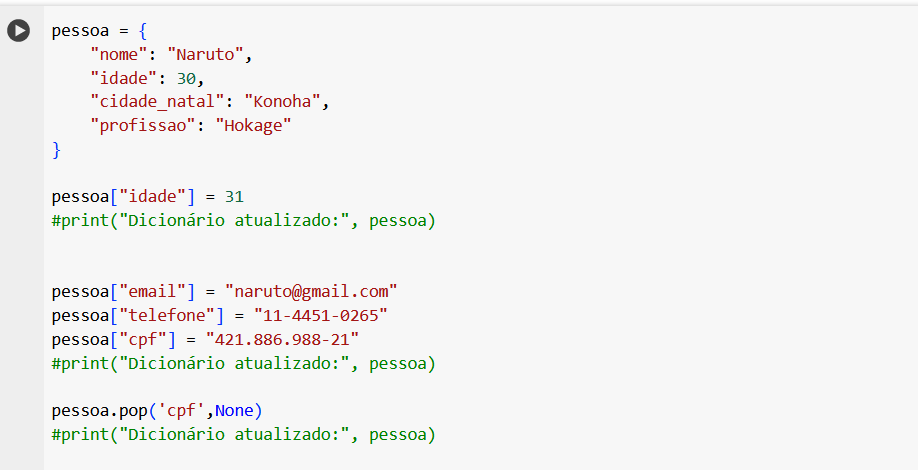 pessoa = {
    "nome": "Naruto",
    "idade": 30,
    "cidade_natal": "Konoha",
    "profissao": "Hokage"
}
pessoa["idade"] = 31
#print("Dicionário atualizado:", pessoa)
pessoa["email"] = "naruto@gmail.com"
pessoa["telefone"] = "11-4451-0265"
pessoa["cpf"] = "421.886.988-21"
#print("Dicionário atualizado:", pessoa)
pessoa.pop('cpf',None)
#print("Dicionário atualizado:", pessoa)